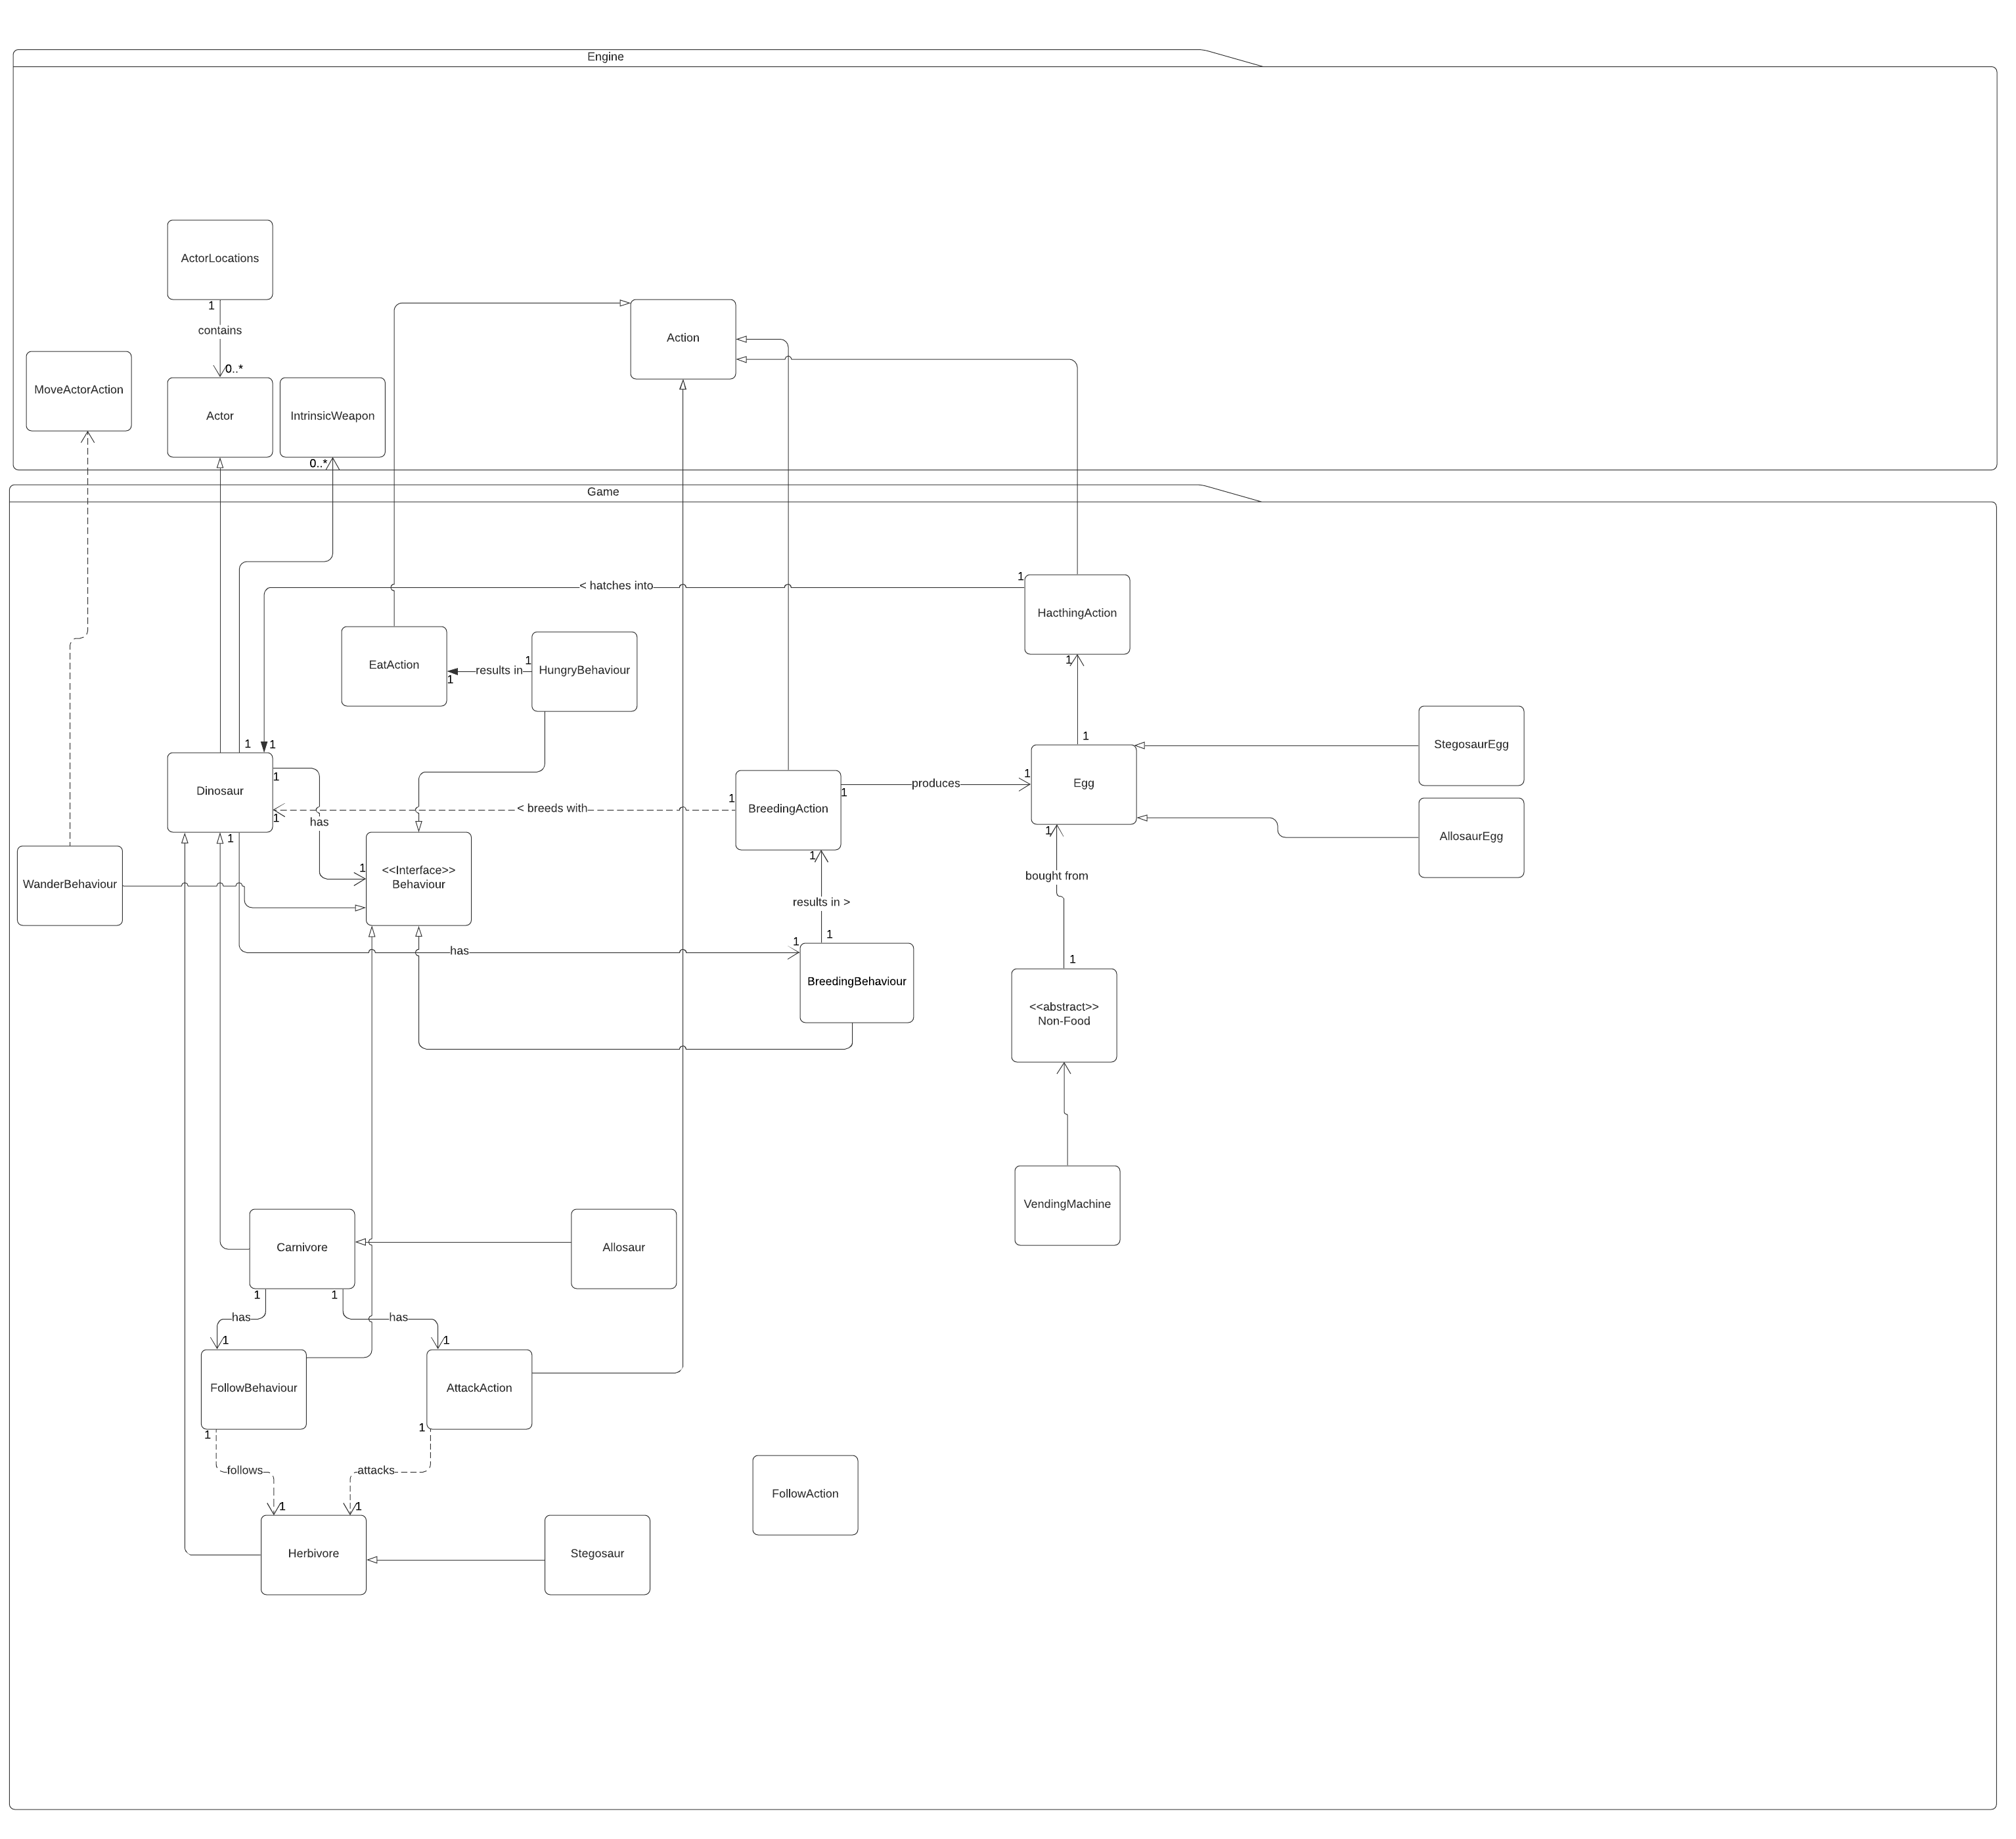 Engine
ActorLocations
1
contains
0..*
Action
MoveActorAction
Actor
IntrinsicWeapon
0..*
Game
1
< hatches into
HacthingAction
EatAction
1
results in
1
HungryBehaviour
1
1
1
1
StegosaurEgg
Dinosaur
1
has
1
< breeds with
1
BreedingAction
1
produces
1
Egg
AllosaurEgg
1
1
1
1
<<Interface>>
Behaviour
bought from
WanderBehaviour
results in >
1
1
has
1
BreedingBehaviour
<<abstract>>
Non-Food
VendingMachine
Carnivore
Allosaur
1
1
has
has
1
1
FollowBehaviour
AttackAction
1
1
follows
attacks
1
1
FollowAction
Herbivore
Stegosaur